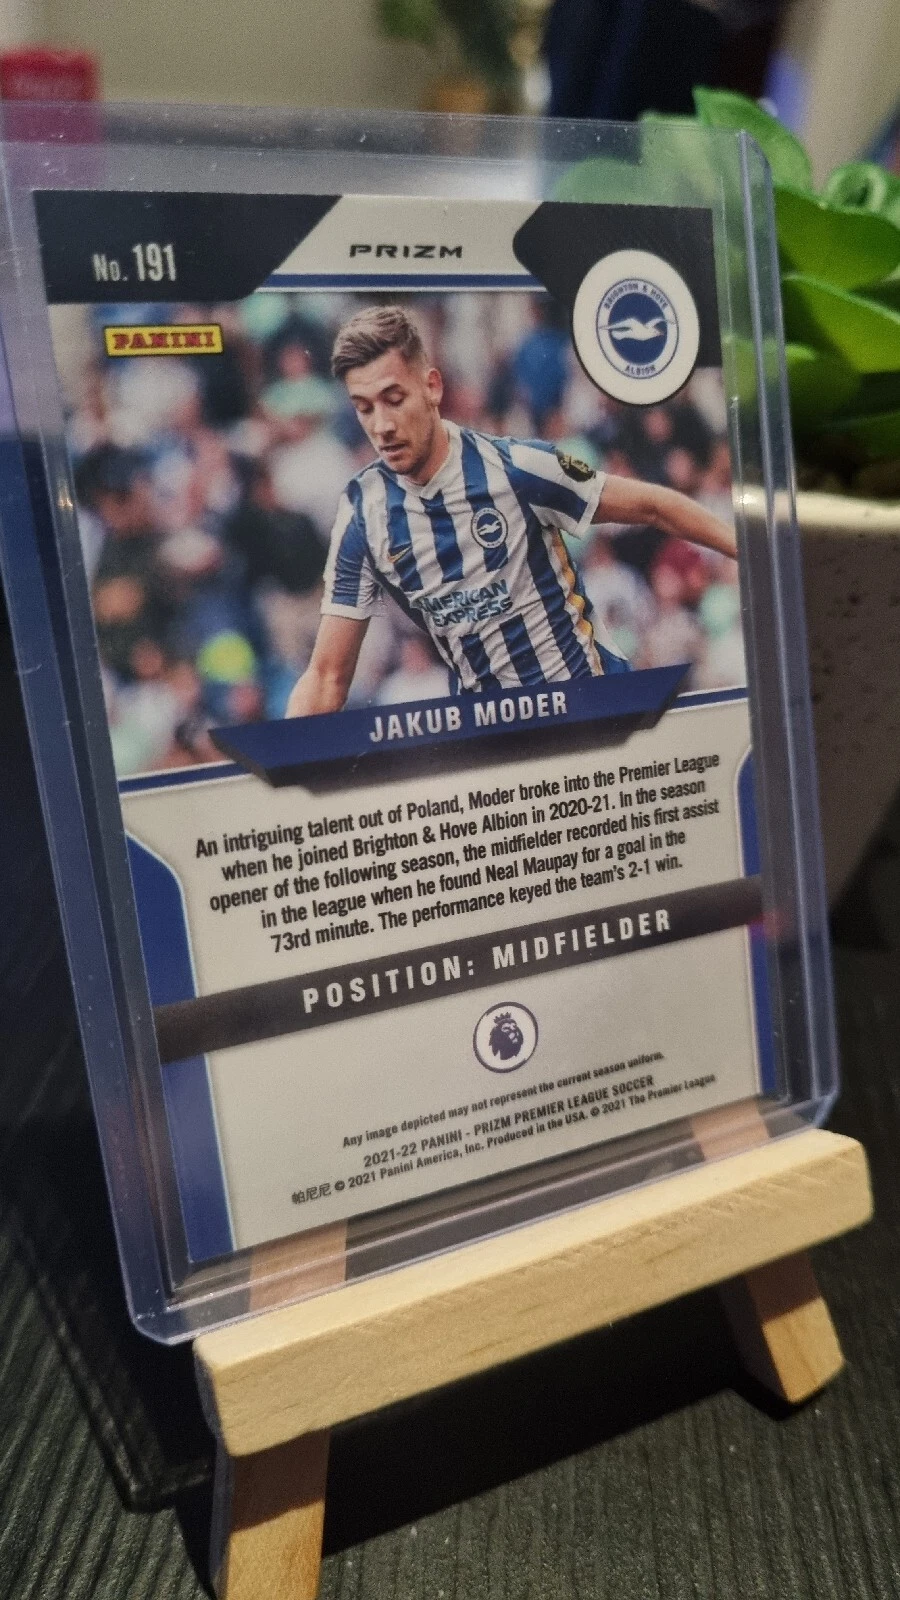 No. 191
PRIZM
PANINI
BRIGHTON & HOVE
ALBION
AMERICAN
EXPRESS
JAKUB MODER
An intriguing talent out of Poland, Moder broke into the Premier League
when he joined Brighton & Hove Albion in 2020-21. In the season
opener of the following season, the midfielder recorded his first assist
in the league when he found Neal Maupay for a goal in the
73rd minute. The performance keyed the team's 2-1 win.
POSITION: MIDFIELDER
Any image depicted may not represent the current season uniform.
2021-22 PANINI - PRIZM PREMIER LEAGUE SOCCER
帕尼尼 © 2021 Panini America, Inc. Produced in the USA. © 2021 The Premier League